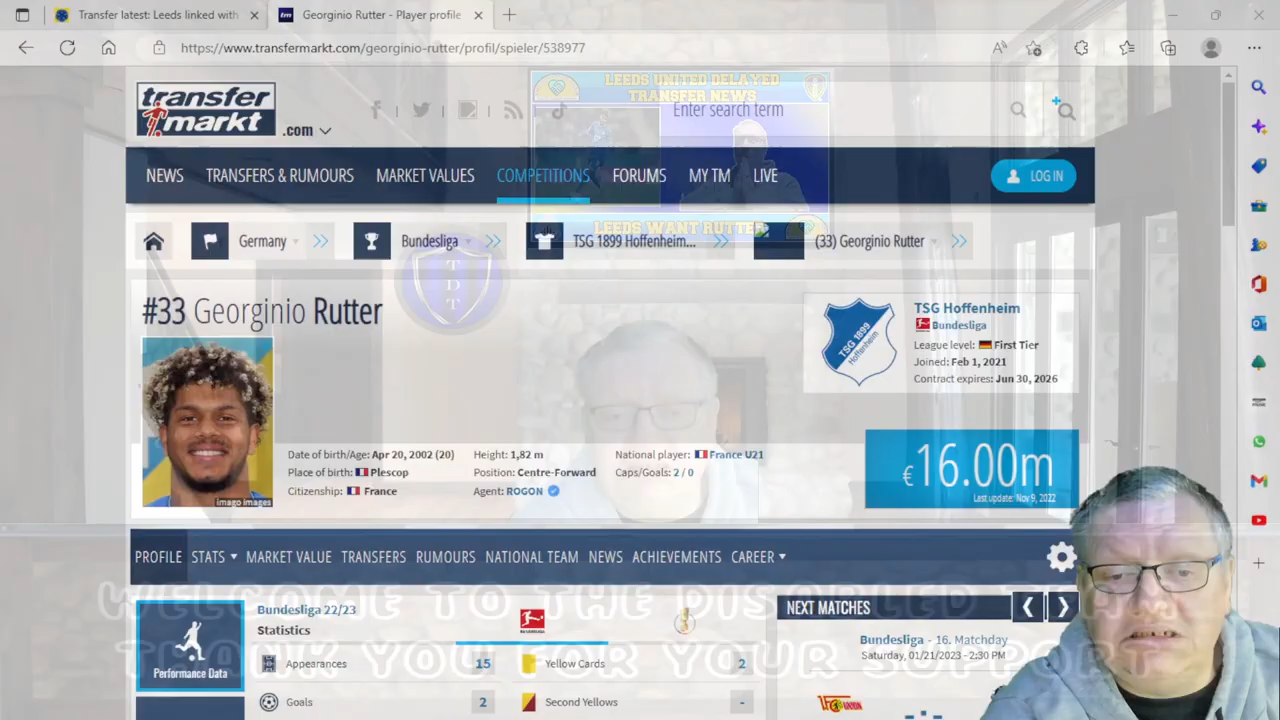 Transfer latest: Leeds linked with
Georginio Rutter - Player profile
https://www.transfermarkt.com/georginio-rutter/profil/spieler/538977
transfer
markt
.com
LEEDS UNITED DELAYED
TRANSFER NEWS
Enter search term
NEWS TRANSFERS & RUMOURS MARKET VALUES COMPETITIONS FORUMS MY TM LIVE LOG IN
LEEDS WANT RUTTER
Germany Bundesliga TSG 1899 Hoffenheim... (33) Georginio Rutter
TDT
#33 Georginio Rutter
TSG 1899
Hoffenheim
TSG Hoffenheim
Bundesliga
League level: First Tier
Joined: Feb 1, 2021
Contract expires: Jun 30, 2026
imago images
Date of birth/Age: Apr 20, 2002 (20)
Place of birth: Plescop
Citizenship: France
Height: 1,82 m
Position: Centre-Forward
Agent: ROGON
National player: France U21
Caps/Goals: 2 / 0
€16.00m
Last update: Nov 9, 2022
PROFILE STATS MARKET VALUE TRANSFERS RUMOURS NATIONAL TEAM NEWS ACHIEVEMENTS CAREER
WELCOME TO THE DISABLED
THANK YOU FOR YOUR SUPPORT
Performance Data
Bundesliga 22/23
Statistics
Appearances 15
Yellow Cards 2
Goals 2
Second Yellows -
NEXT MATCHES
Bundesliga - 16. Matchday
Saturday, 01/21/2023 - 2:30 PM
UNION